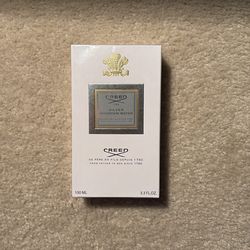 CREED
SILVER
MOUNTAIN WATER
CREED
DE PÈRE EN FILS DEPUIS 1760
FROM FATHER TO SON SINCE 1760
100 ML 3.3 FL.OZ.